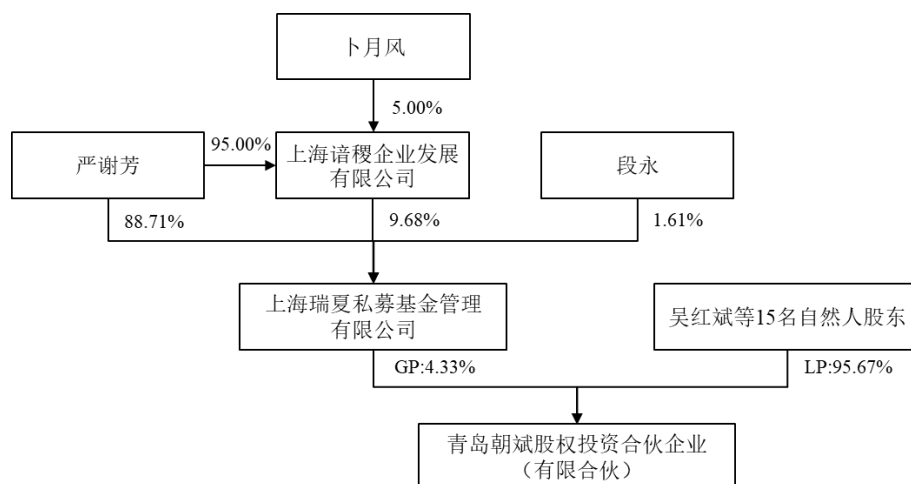 卜月风
5.00%
95.00%
严谢芳
上海谙稷企业发展
有限公司
段永
88.71%
9.68%
1.61%
上海瑞夏私募基金管理
有限公司
吴红斌等15名自然人股东
GP:4.33%
LP:95.67%
青岛朝斌股权投资合伙企业
（有限合伙）